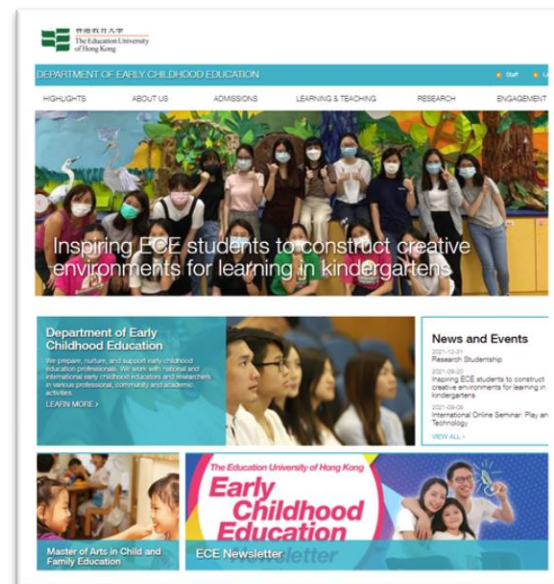 香港教育大學
The Education University
of Hong Kong
DEPARTMENT OF EARLY CHILDHOOD EDUCATION
Staff
HIGHLIGHTS
ABOUT US
ADMISSIONS
LEARNING & TEACHING
RESEARCH
ENGAGEMENT
Inspiring ECE students to construct creative
environments for learning in kindergartens
Department of Early
Childhood Education
We prepare, nurture, and support early childhood
education professionals. We work with national and
international early childhood educators and researchers
in various professional, community and academic
activities.
LEARN MORE >
News and Events
2021-12-31
Research Studentship
2021-09-20
Inspiring ECE students to construct
creative environments for learning in
kindergartens
2021-09-08
International Online Seminar: Play an
Technology
VIEW ALL >
Master of Arts in Child and
Family Education
The Education University of Hong Kong
Early
Childhood
Education
Newsletter
ECE Newsletter